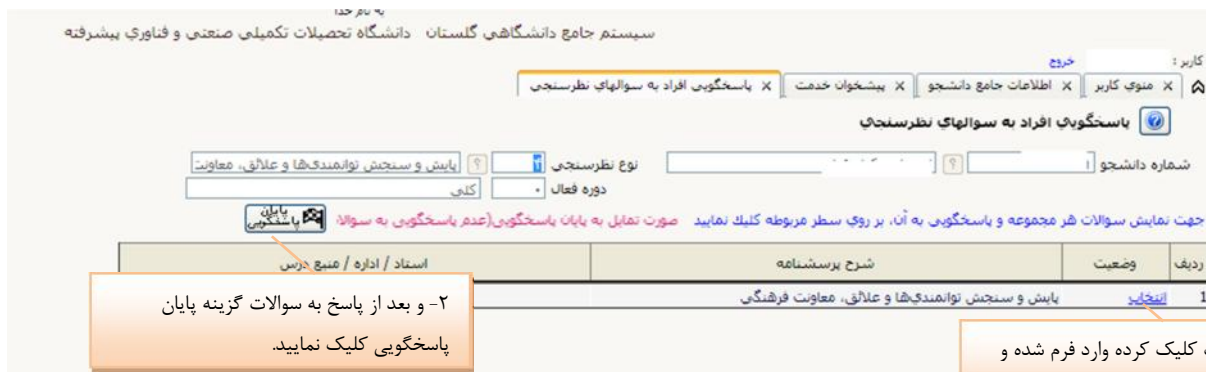 به نام خدا
سیستم جامع دانشگاهی گلستان   دانشگاه تحصیلات تکمیلی صنعتی و فناوری پیشرفته
کاربر :   خروج
منوی کاربر   اطلاعات جامع دانشجو   پیشخوان خدمت   پاسخگویی افراد به سوالهای نظرسنجی
پاسخگویی افراد به سوالهای نظرسنجی
شماره دانشجو   نوع نظرسنجی   پایش و سنجش توانمندی‌ها و علائق، معاونت
دوره فعال ۰   کلی
جهت نمایش سوالات هر مجموعه و پاسخگویی به آن، بر روی سطر مربوطه کلیك نمایید   صورت تمایل به پایان پاسخگویی(عدم پاسخگویی به سوالا   پایان پاسخگویی
ردیف   وضعیت   شرح پرسشنامه   استاد / اداره / منبع درس
1   انتخاب   پایش و سنجش توانمندی‌ها و علائق، معاونت فرهنگی
کلیک کرده وارد فرم شده و
۲- و بعد از پاسخ به سوالات گزینه پایان
پاسخگویی کلیک نمایید.